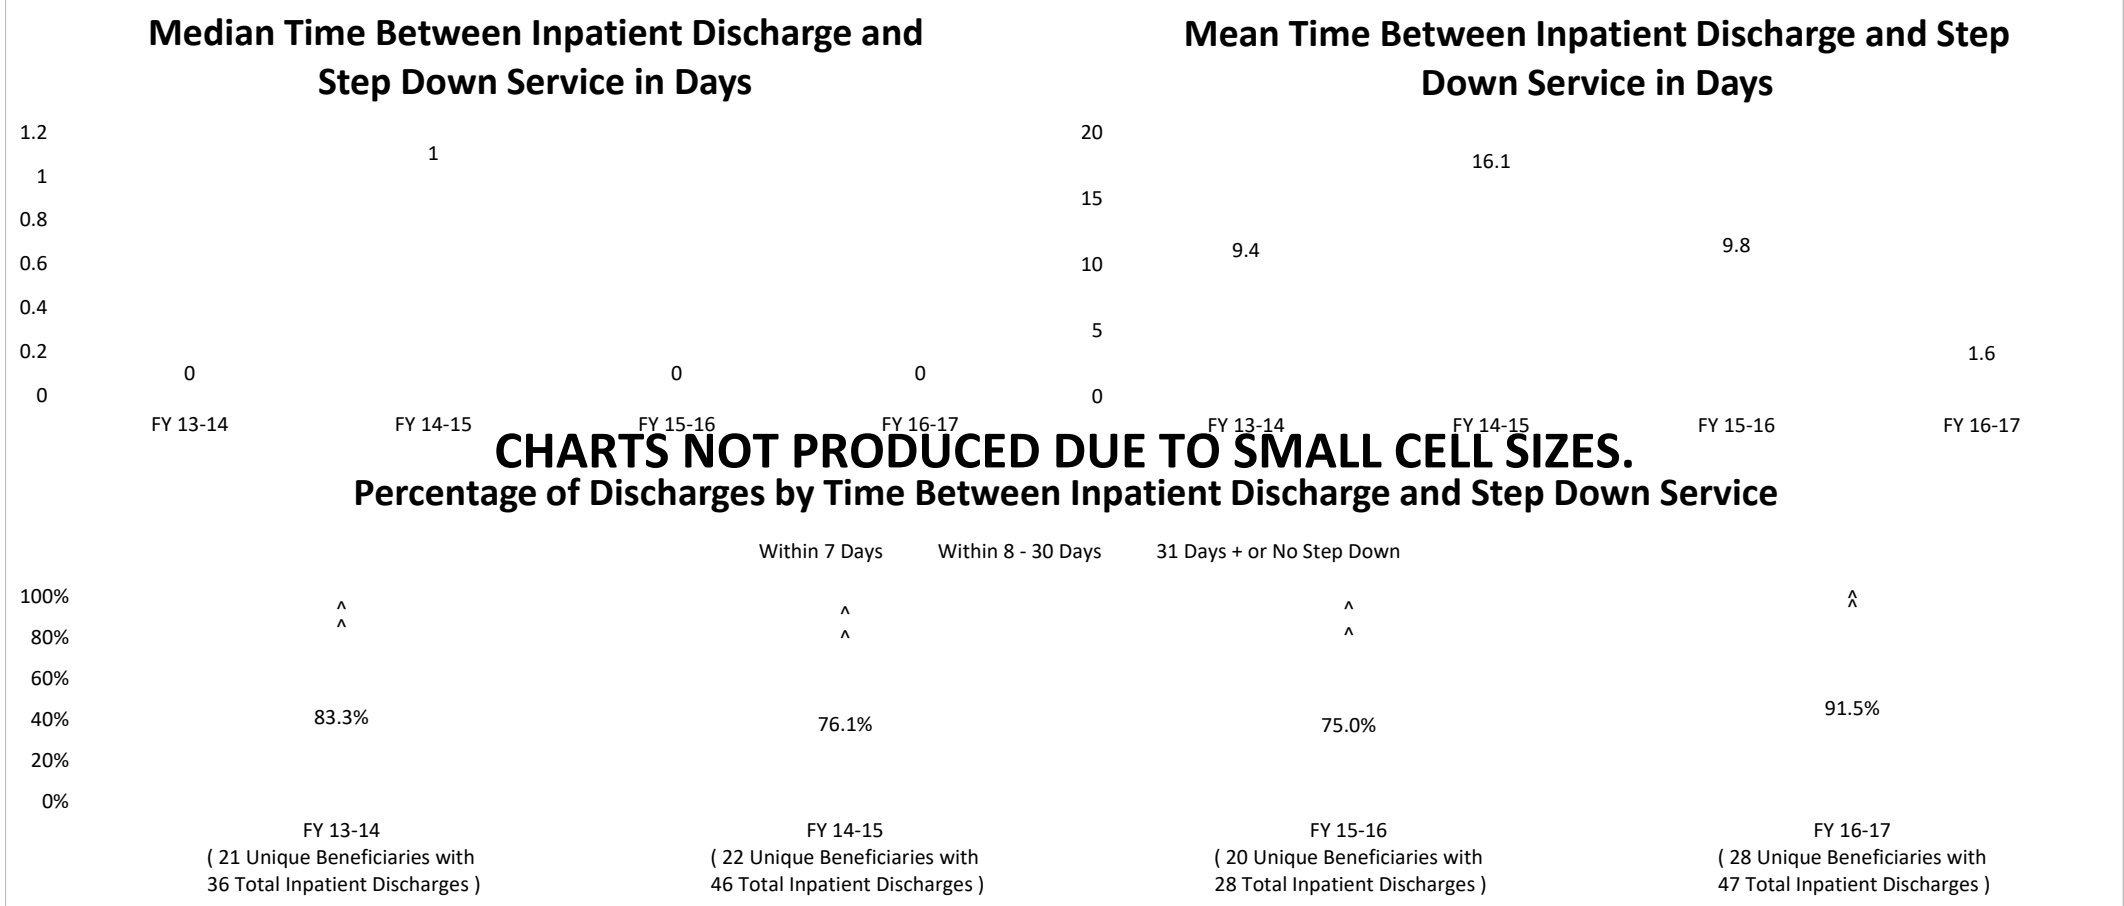 Median Time Between Inpatient Discharge and
Step Down Service in Days
1.2
1
0.8
0.6
0.4
0.2
0
0
1
0
0
FY 13-14
FY 14-15
FY 15-16
FY 16-17
Mean Time Between Inpatient Discharge and Step
Down Service in Days
20
15
10
5
0
9.4
16.1
9.8
1.6
FY 13-14
FY 14-15
FY 15-16
FY 16-17
CHARTS NOT PRODUCED DUE TO SMALL CELL SIZES.
Percentage of Discharges by Time Between Inpatient Discharge and Step Down Service
Within 7 Days Within 8 - 30 Days 31 Days + or No Step Down
100%
80%
60%
40%
20%
0%
^ ^ ^ ^
^ ^ ^ ^
83.3% 76.1% 75.0% 91.5%
FY 13-14
( 21 Unique Beneficiaries with
36 Total Inpatient Discharges )
FY 14-15
( 22 Unique Beneficiaries with
46 Total Inpatient Discharges )
FY 15-16
( 20 Unique Beneficiaries with
28 Total Inpatient Discharges )
FY 16-17
( 28 Unique Beneficiaries with
47 Total Inpatient Discharges )